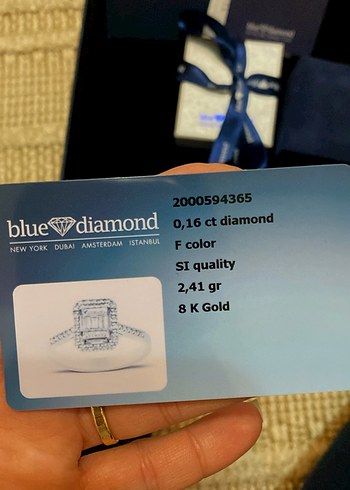 blue diamond
NEW YORK DUBAI AMSTERDAM ISTANBUL
2000594365
0,16 ct diamond
F color
SI quality
2,41 gr
8 K Gold